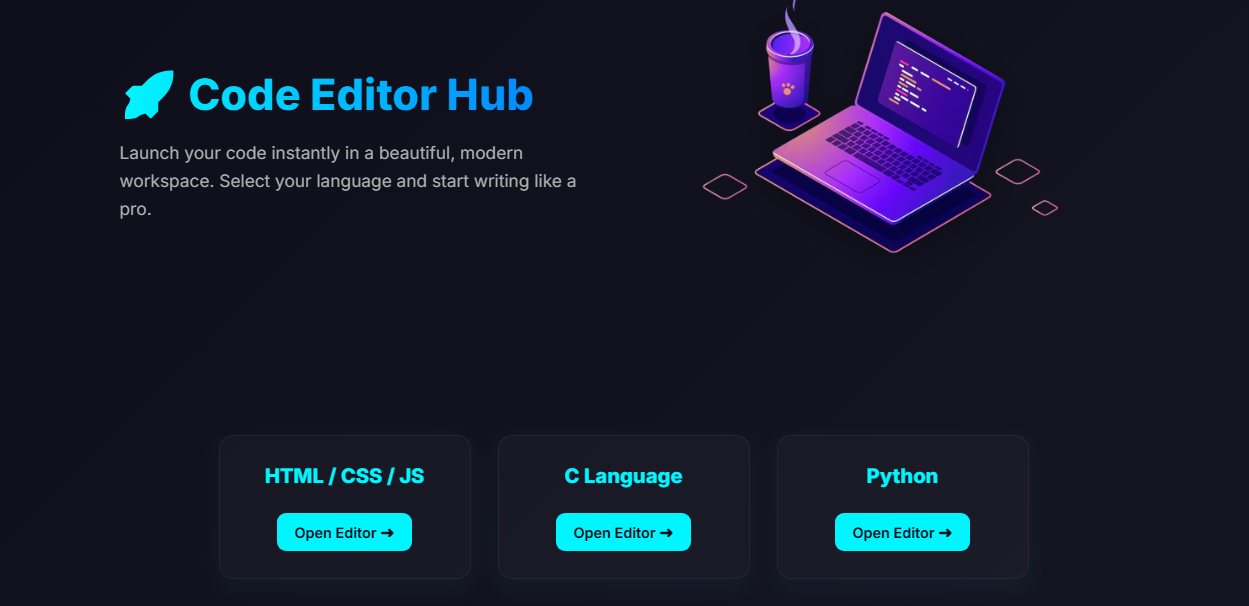 Code Editor Hub
Launch your code instantly in a beautiful, modern
workspace. Select your language and start writing like a
pro.
HTML / CSS / JS
C Language
Python
Open Editor ➜
Open Editor ➜
Open Editor ➜